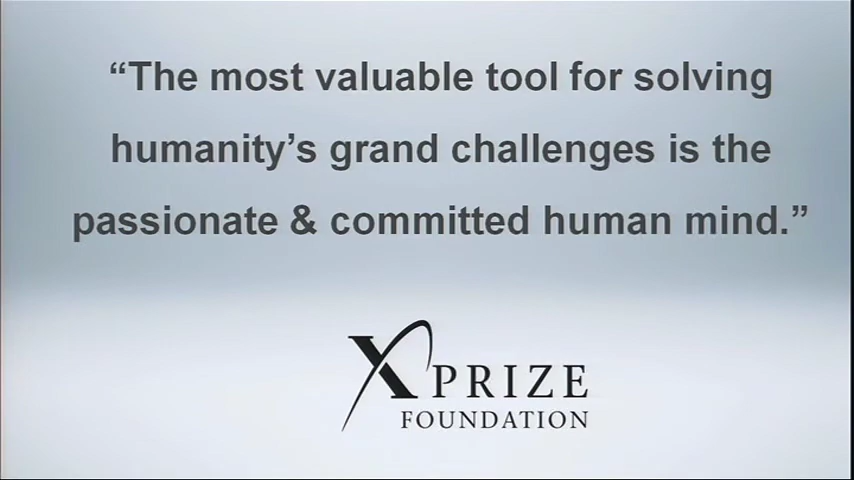 “The most valuable tool for solving
humanity’s grand challenges is the
passionate & committed human mind.”
XPRIZE
FOUNDATION